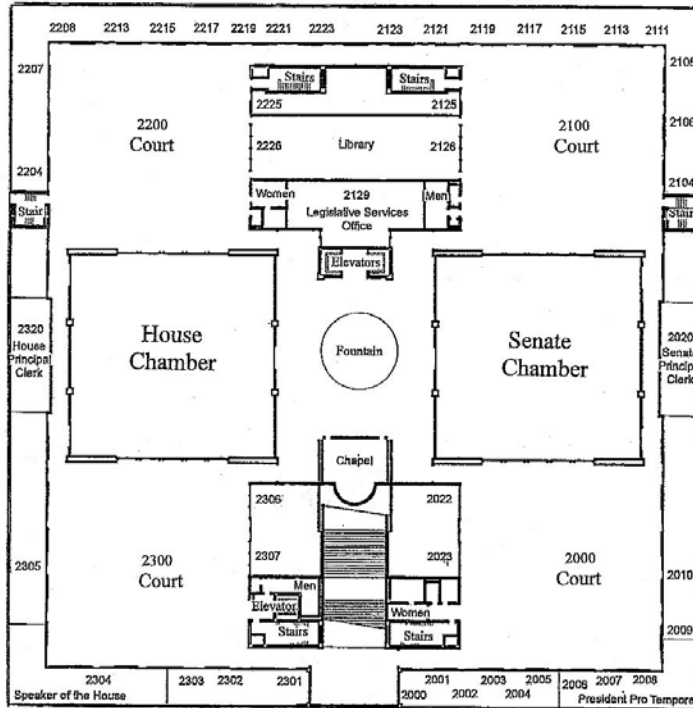 2208 2213 2215 2217 2219 2221 2223 2123 2121 2119 2117 2115 2113 2111
2207
2105
Stairs
Stairs
2225
2125
2200
Court
2100
Court
2106
2226
Library
2126
2204
2104
Women
2129
Legislative Services
Office
Men
Stair
Stair
Elevators
House
Chamber
Fountain
Senate
Chamber
2320
House
Principal
Clerk
2020
Senate
Principal
Clerk
Chapel
2306
2022
2300
Court
2307
2023
2000
Court
2305
2010
Men
Elevator
Women
Stairs
Stairs
2009
2304 2303 2302 2301
2000 2001 2002 2003 2004 2005 2006 2007 2008
Speaker of the House
President Pro Tempore